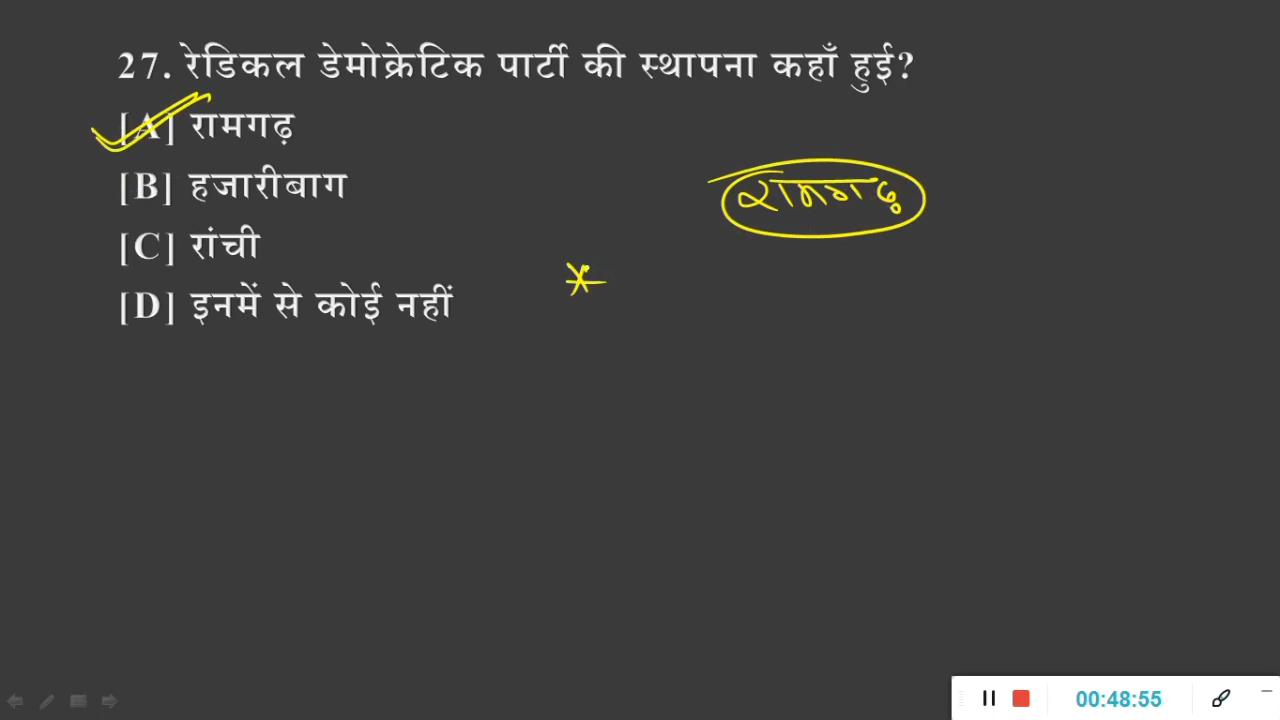 27. रेडिकल डेमोक्रेटिक पार्टी की स्थापना कहाँ हुई?
[A] रामगढ़
[B] हजारीबाग
रामगढ़
[C] रांची
[D] इनमें से कोई नहीं
00:48:55